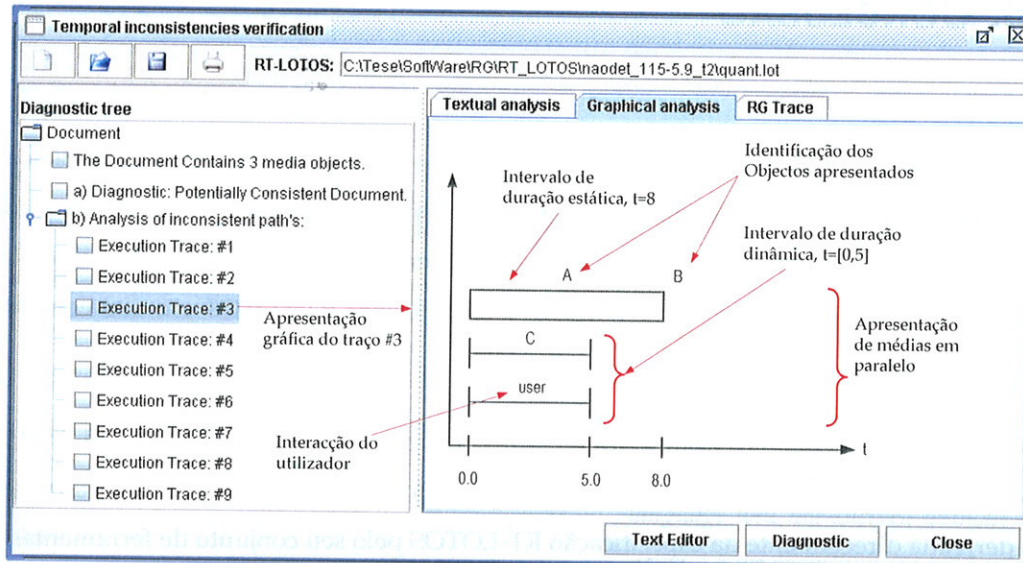 Temporal inconsistencies verification
RT-LOTOS: C:\Tese\SoftWare\RG\RT_LOTOS\naodet_115-5.9_t2\quant.lot
Diagnostic tree
Document
The Document Contains 3 media objects.
a) Diagnostic: Potentially Consistent Document.
b) Analysis of inconsistent path's:
Execution Trace: #1
Execution Trace: #2
Execution Trace: #3
Execution Trace: #4
Execution Trace: #5
Execution Trace: #6
Execution Trace: #7
Execution Trace: #8
Execution Trace: #9
Apresentação
gráfica do traço #3
Interacção do
utilizador
Textual analysis
Graphical analysis
RG Trace
Intervalo de
duração estática, t=8
Identificação dos
Objectos apresentados
Intervalo de duração
dinâmica, t=[0,5]
A
B
C
user
Apresentação
de médias em
paralelo
t
0.0
5.0
8.0
Text Editor
Diagnostic
Close